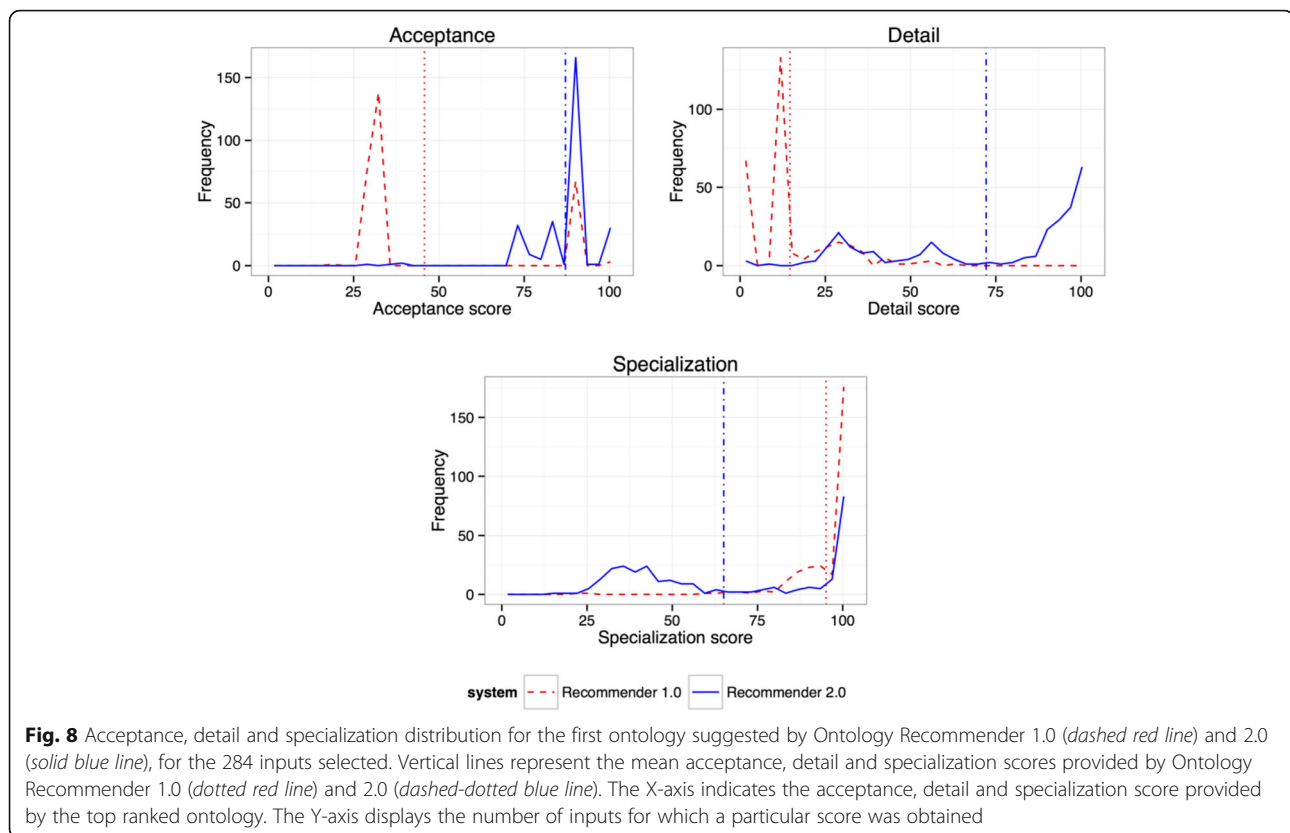 Acceptance
Frequency
150
100
50
0
0 25 50 75 100
Acceptance score
Detail
Frequency
100
50
0
0 25 50 75 100
Detail score
Specialization
Frequency
150
100
50
0
0 25 50 75 100
Specialization score
system Recommender 1.0 Recommender 2.0
Fig. 8 Acceptance, detail and specialization distribution for the first ontology suggested by Ontology Recommender 1.0 (dashed red line) and 2.0
(solid blue line), for the 284 inputs selected. Vertical lines represent the mean acceptance, detail and specialization scores provided by Ontology
Recommender 1.0 (dotted red line) and 2.0 (dashed-dotted blue line). The X-axis indicates the acceptance, detail and specialization score provided
by the top ranked ontology. The Y-axis displays the number of inputs for which a particular score was obtained